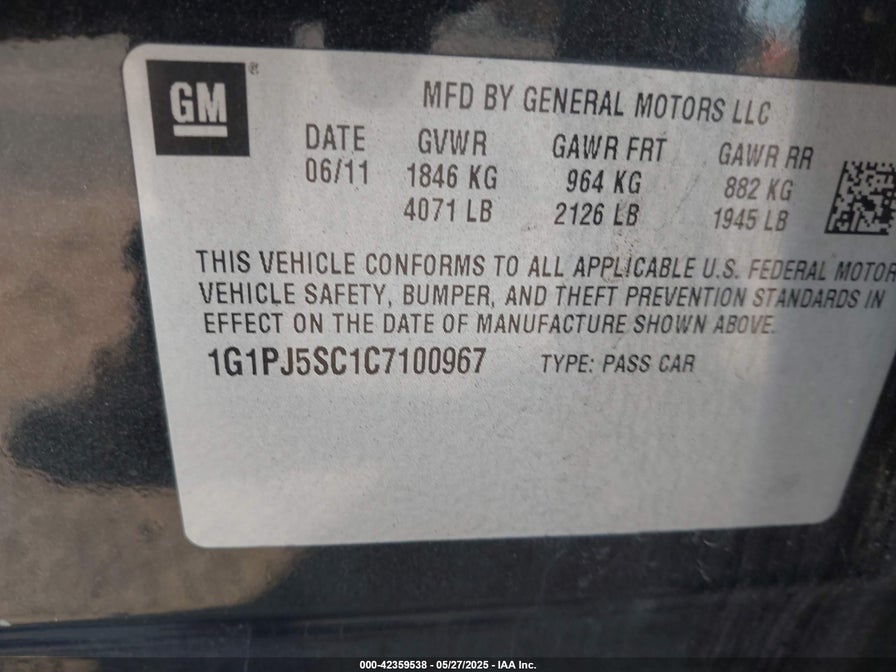 GM®
MFD BY GENERAL MOTORS LLC
DATE GVWR GAWR FRT GAWR RR
06/11 1846 KG 964 KG 882 KG
4071 LB 2126 LB 1945 LB
THIS VEHICLE CONFORMS TO ALL APPLICABLE U.S. FEDERAL MOTOR
VEHICLE SAFETY, BUMPER, AND THEFT PREVENTION STANDARDS IN
EFFECT ON THE DATE OF MANUFACTURE SHOWN ABOVE.
1G1PJ5SC1C7100967 TYPE: PASS CAR
000-42359538 — 05/27/2025 — IAA Inc.